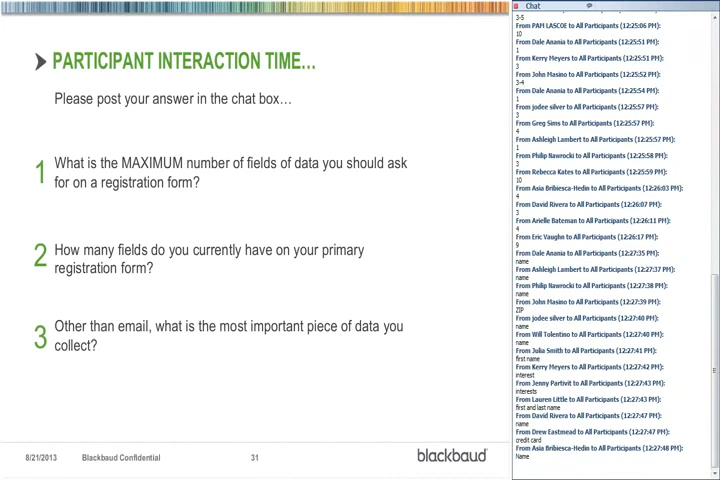 PARTICIPANT INTERACTION TIME…
Please post your answer in the chat box…
1
What is the MAXIMUM number of fields of data you should ask
for on a registration form?
2
How many fields do you currently have on your primary
registration form?
3
Other than email, what is the most important piece of data you
collect?
8/21/2013 Blackbaud Confidential 31 blackbaud
Chat
3-5
From PAM LASCOE to All Participants (12:25:06 PM):
10
From Dale Anania to All Participants (12:25:51 PM):
1
From Kerry Meyers to All Participants (12:25:51 PM):
3
From John Masino to All Participants (12:25:52 PM):
3-4
From Dale Anania to All Participants (12:25:54 PM):
1
From jodee silver to All Participants (12:25:57 PM):
3
From Greg Sims to All Participants (12:25:57 PM):
4
From Ashleigh Lambert to All Participants (12:25:57 PM):
1
From Philip Nawrocki to All Participants (12:25:58 PM):
3
From Rebecca Kates to All Participants (12:25:59 PM):
10
From Asia Bribiesca-Hedin to All Participants (12:26:03 PM):
4
From David Rivera to All Participants (12:26:07 PM):
3
From Arielle Bateman to All Participants (12:26:11 PM):
4
From Eric Vaughn to All Participants (12:26:17 PM):
9
From Dale Anania to All Participants (12:27:35 PM):
name
From Ashleigh Lambert to All Participants (12:27:37 PM):
name
From Philip Nawrocki to All Participants (12:27:38 PM):
name
From John Masino to All Participants (12:27:39 PM):
ZIP
From jodee silver to All Participants (12:27:40 PM):
name
From Will Tolentino to All Participants (12:27:40 PM):
name
From Julia Smith to All Participants (12:27:41 PM):
first name
From Kerry Meyers to All Participants (12:27:42 PM):
interest
From Jenny Partivit to All Participants (12:27:43 PM):
interests
From Lauren Little to All Participants (12:27:43 PM):
first and last name
From David Rivera to All Participants (12:27:47 PM):
name
From Drew Eastmead to All Participants (12:27:47 PM):
credit card
From Asia Bribiesca-Hedin to All Participants (12:27:48 PM):
Name